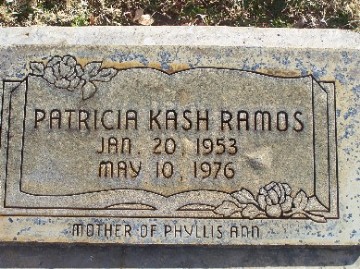 PATRICIA KASH RAMOS
JAN. 20, 1953
MAY 10, 1976
MOTHER OF PHYLLIS ANN